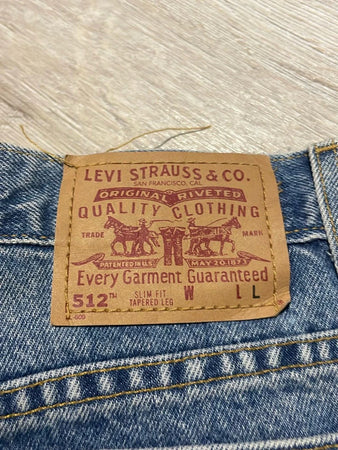 LEVI STRAUSS & CO.
SAN FRANCISCO, CAL.
ORIGINAL RIVETED
QUALITY CLOTHING
TRADE MARK
PATENTED IN U.S. MAY 20, 1873
Every Garment Guaranteed
512™ SLIM FIT TAPERED LEG W L L